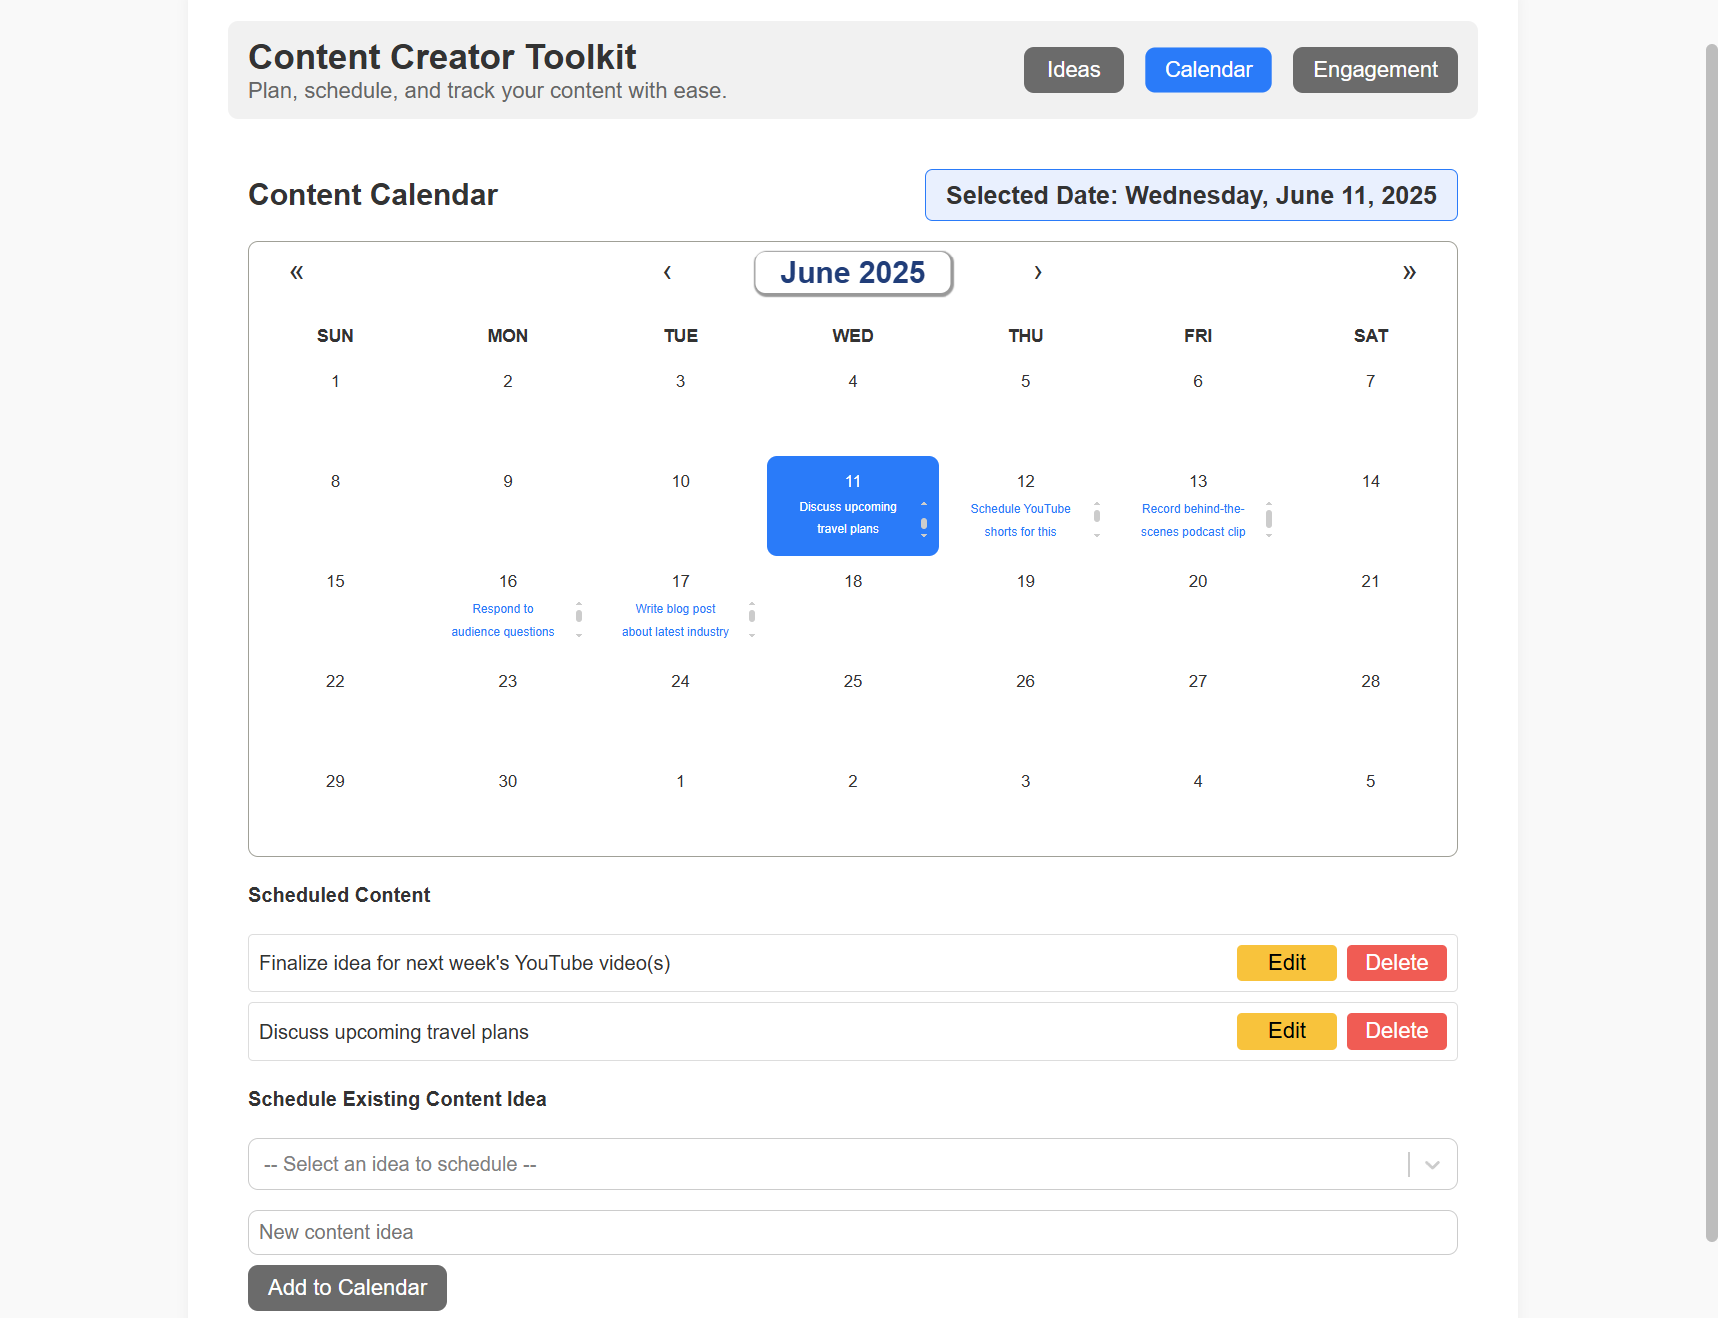 Content Creator Toolkit
Plan, schedule, and track your content with ease.
Ideas
Calendar
Engagement
Content Calendar
Selected Date: Wednesday, June 11, 2025
« ‹ June 2025 › »
SUN MON TUE WED THU FRI SAT
1 2 3 4 5 6 7
8 9 10 11 12 13 14
Discuss upcoming
travel plans
Schedule YouTube
shorts for this
Record behind-the-
scenes podcast clip
15 16 17 18 19 20 21
Respond to
audience questions
Write blog post
about latest industry
22 23 24 25 26 27 28
29 30 1 2 3 4 5
Scheduled Content
Finalize idea for next week's YouTube video(s) Edit Delete
Discuss upcoming travel plans Edit Delete
Schedule Existing Content Idea
-- Select an idea to schedule --
New content idea
Add to Calendar